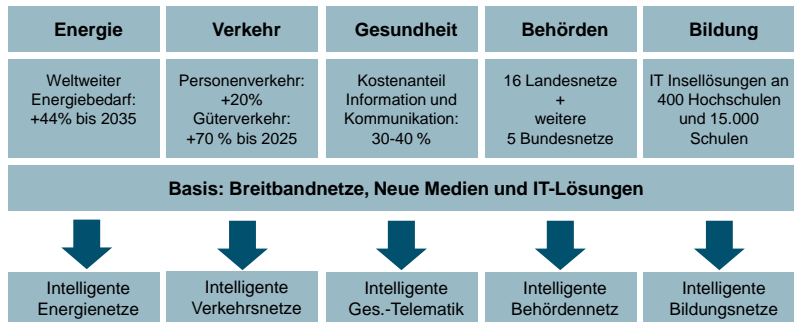 Energie
Verkehr
Gesundheit
Behörden
Bildung
Weltweiter
Energiebedarf:
+44% bis 2035
Personenverkehr:
+20%
Güterverkehr:
+70 % bis 2025
Kostenanteil
Information und
Kommunikation:
30-40 %
16 Landesnetze
+
weitere
5 Bundesnetze
IT Insellösungen an
400 Hochschulen
und 15.000
Schulen
Basis: Breitbandnetze, Neue Medien und IT-Lösungen
Intelligente
Energienetze
Intelligente
Verkehrsnetze
Intelligente
Ges.-Telematik
Intelligente
Behördennetz
Intelligente
Bildungsnetze